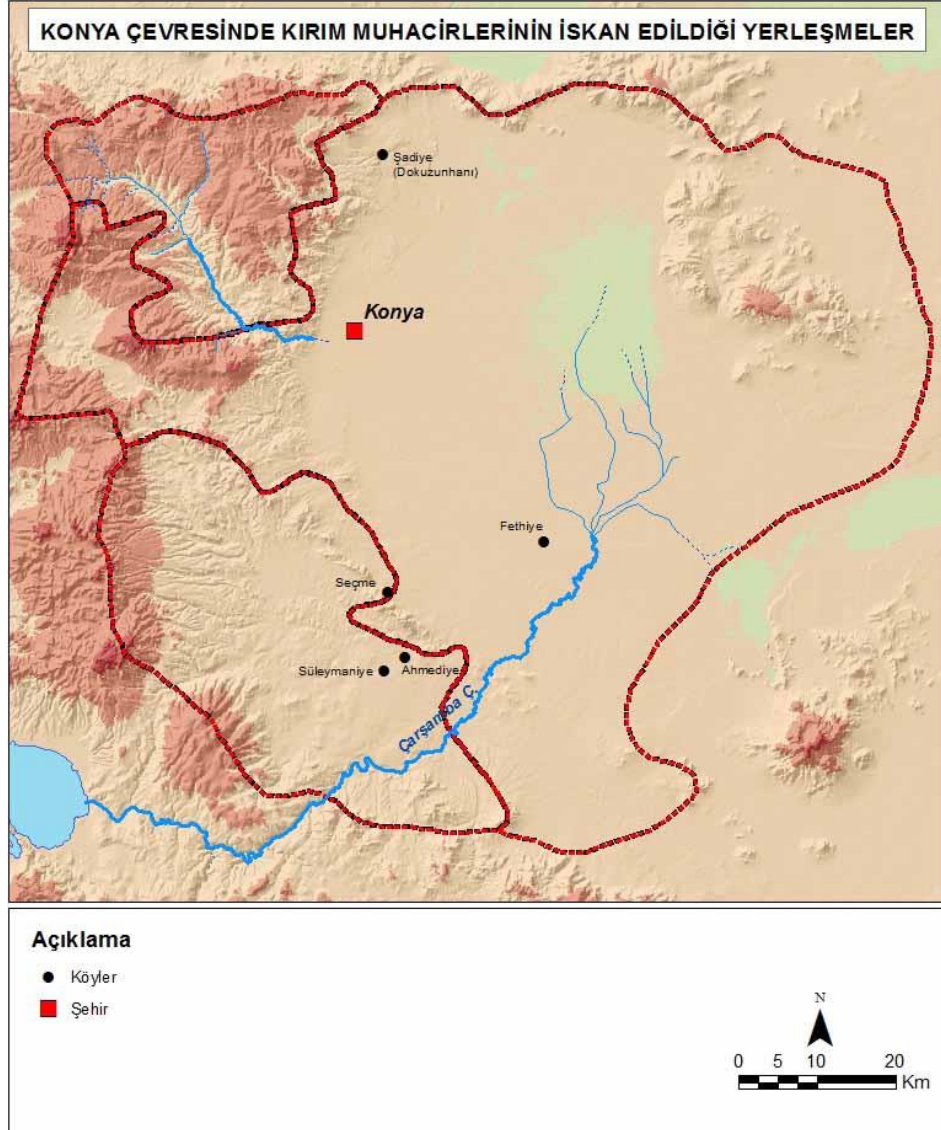 KONYA ÇEVRESİNDE KIRIM MUHACİRLERİNİN İSKAN EDİLDİĞİ YERLEŞMELER
Şadiye
(Dokuzunhanı)
Konya
Fethiye
Seçme
Süleymaniye
Ahmediye
Çarşamba Ç.
Açıklama
Köyler
Şehir
N
0 5 10 20
Km